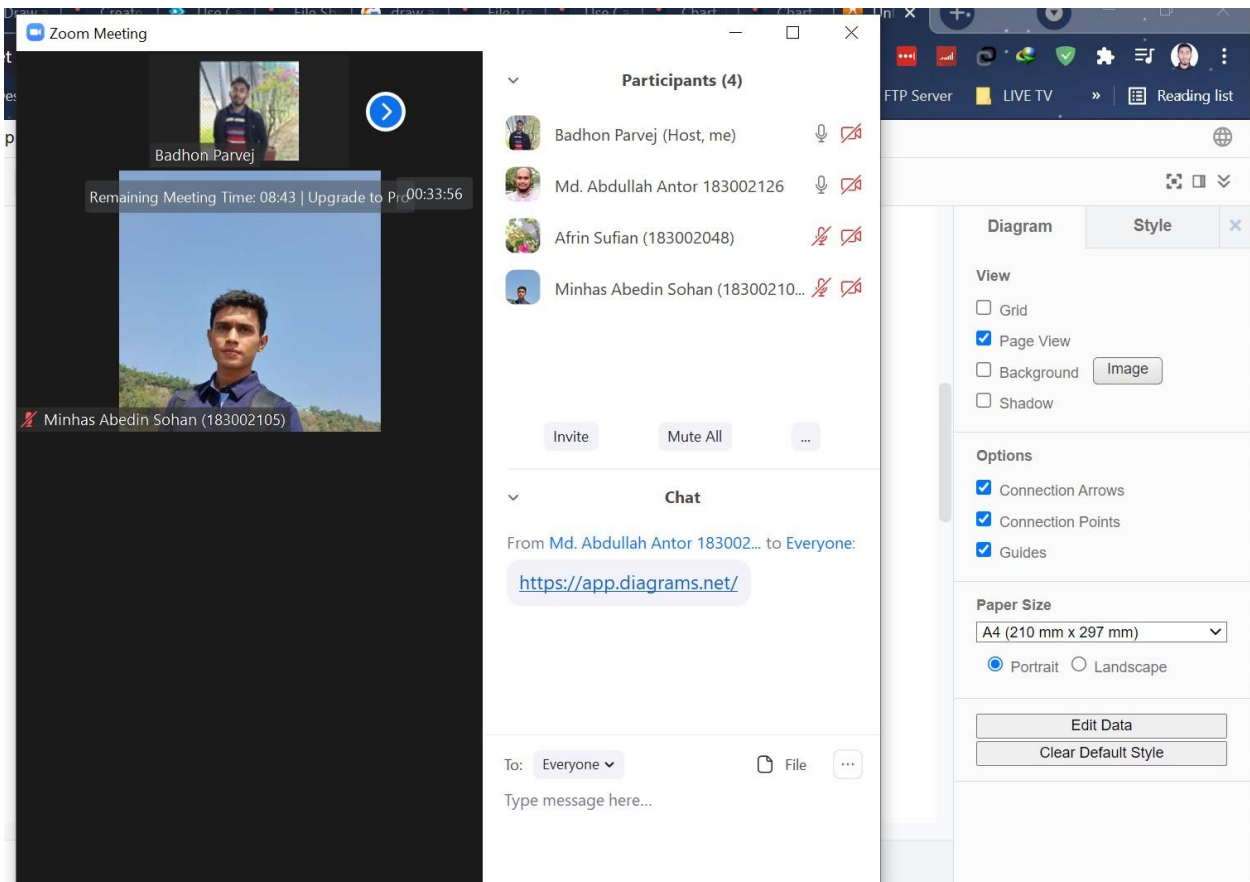 Zoom Meeting
Badhon Parvej
Remaining Meeting Time: 08:43 | Upgrade to Pro
00:33:56
Minhas Abedin Sohan (183002105)
Participants (4)
Badhon Parvej (Host, me)
Md. Abdullah Antor 183002126
Afrin Sufian (183002048)
Minhas Abedin Sohan (18300210...
Invite
Mute All
...
Chat
From Md. Abdullah Antor 183002... to Everyone:
https://app.diagrams.net/
To: Everyone
File
...
Type message here...
FTP Server
LIVE TV
»
Reading list
Diagram
Style
View
Grid
Page View
Background
Image
Shadow
Options
Connection Arrows
Connection Points
Guides
Paper Size
A4 (210 mm x 297 mm)
Portrait
Landscape
Edit Data
Clear Default Style